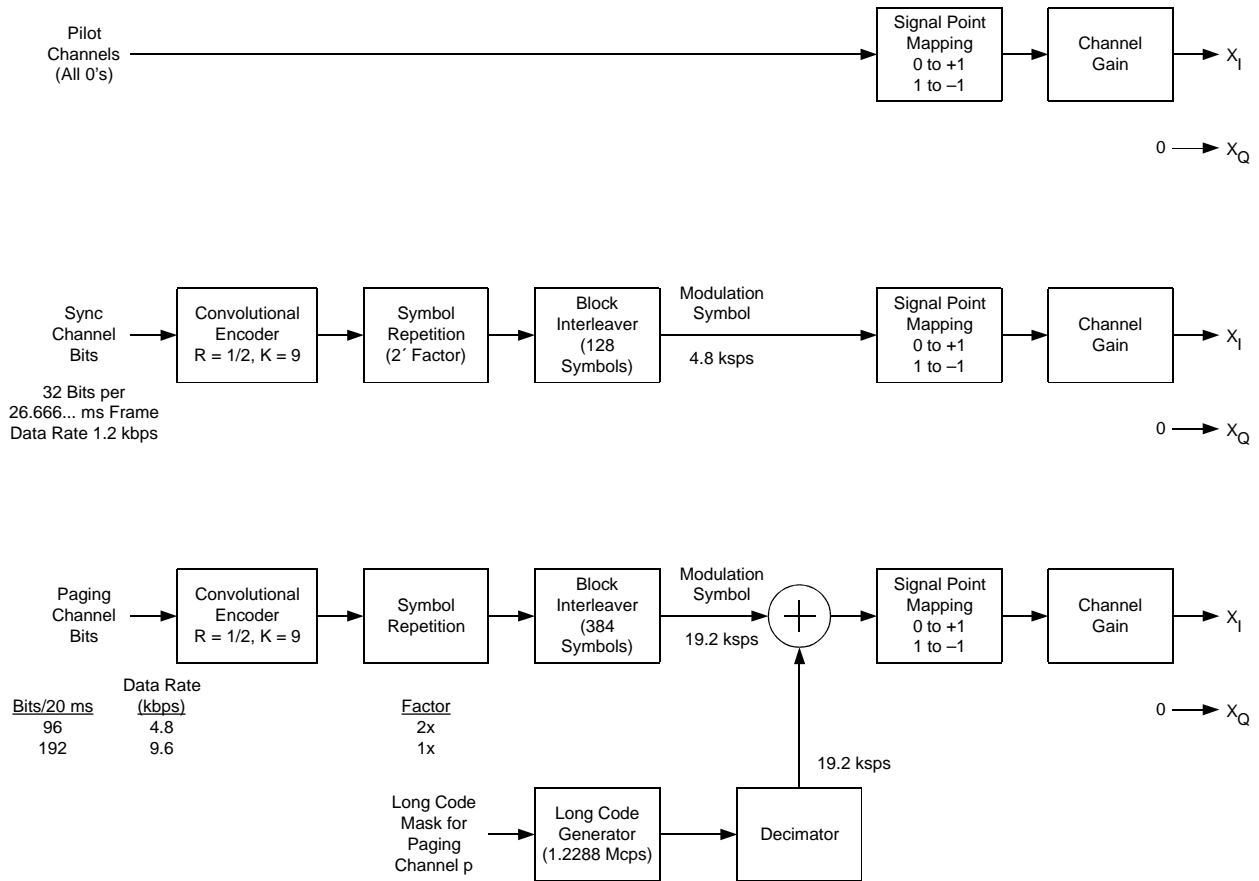 Pilot
Channels
(All 0's)
Signal Point
Mapping
0 to +1
1 to –1
Channel
Gain
X_I
0
X_Q
Sync
Channel
Bits
32 Bits per
26.666... ms Frame
Data Rate 1.2 kbps
Convolutional
Encoder
R = 1/2, K = 9
Symbol
Repetition
(2´ Factor)
Block
Interleaver
(128
Symbols)
Modulation
Symbol
4.8 ksps
Signal Point
Mapping
0 to +1
1 to –1
Channel
Gain
X_I
0
X_Q
Paging
Channel
Bits
Convolutional
Encoder
R = 1/2, K = 9
Symbol
Repetition
Block
Interleaver
(384
Symbols)
Modulation
Symbol
19.2 ksps
Signal Point
Mapping
0 to +1
1 to –1
Channel
Gain
X_I
0
X_Q
Data Rate
Bits/20 ms (kbps) Factor
96 4.8 2x
192 9.6 1x
19.2 ksps
Long Code
Mask for
Paging
Channel p
Long Code
Generator
(1.2288 Mcps)
Decimator